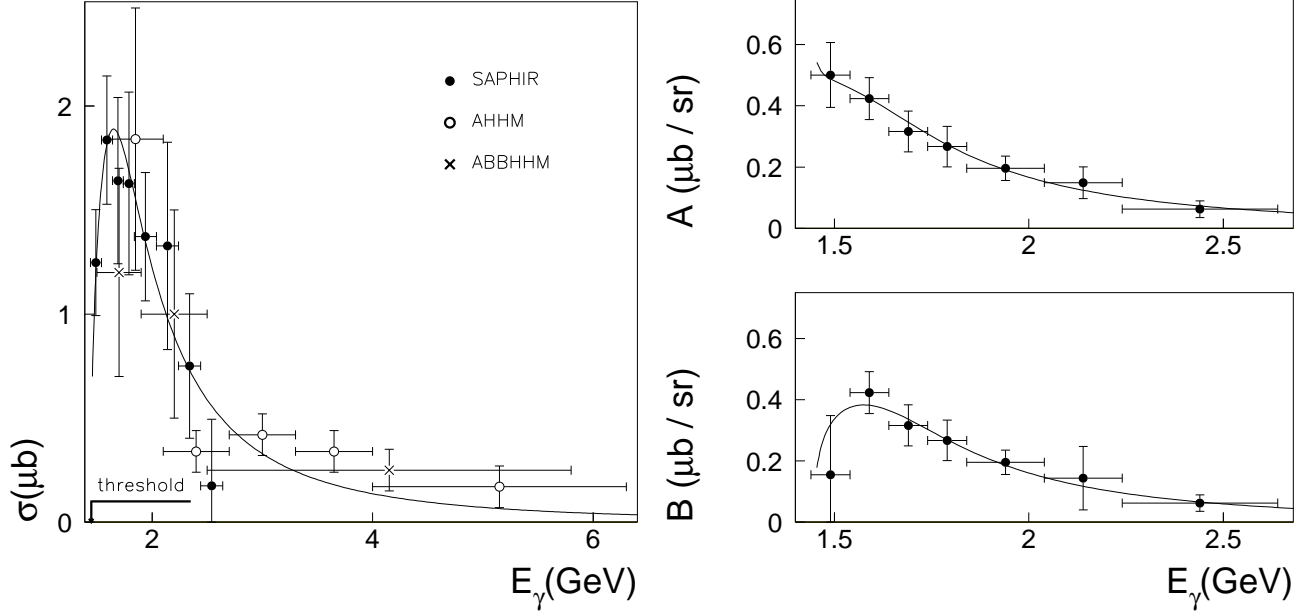 2
1
0
σ(μb)
SAPHIR
AHHM
ABBHHM
threshold
2
4
6
E_γ(GeV)
0.6
0.4
0.2
0
A (μb / sr)
1.5
2
2.5
0.6
0.4
0.2
0
B (μb / sr)
1.5
2
2.5
E_γ(GeV)